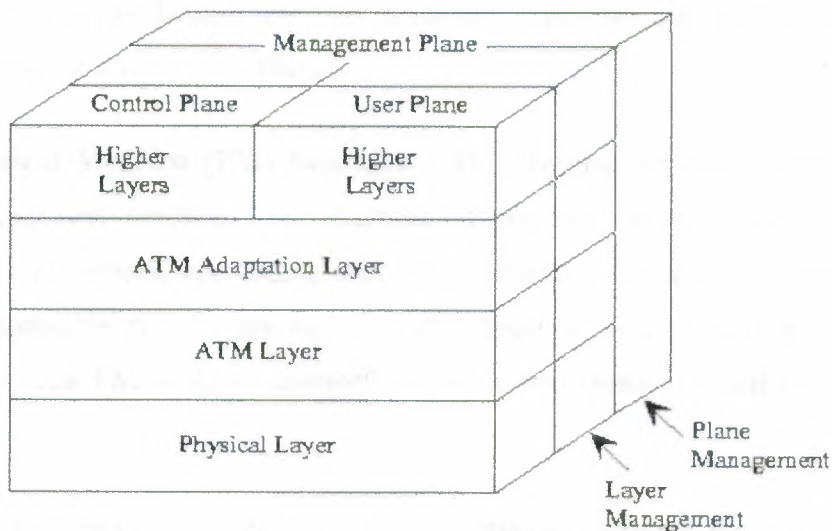 Management Plane
Control Plane
User Plane
Higher
Layers
Higher
Layers
ATM Adaptation Layer
ATM Layer
Physical Layer
Plane
Management
Layer
Management